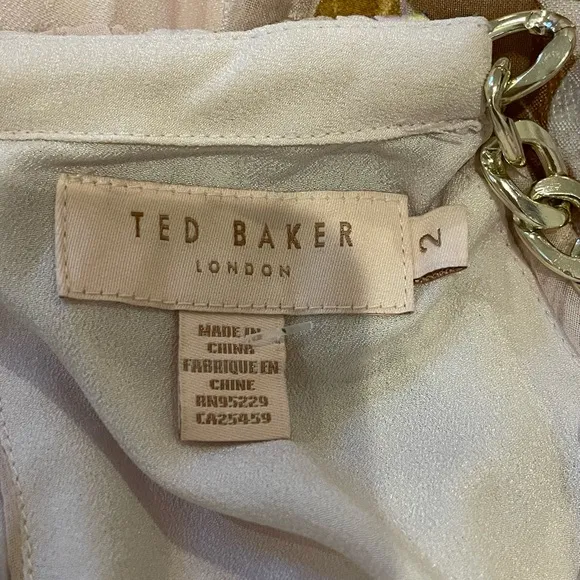 TED BAKER
LONDON
2
MADE IN
CHINA
FABRIQUE EN
CHINE
RN95229
CA25459